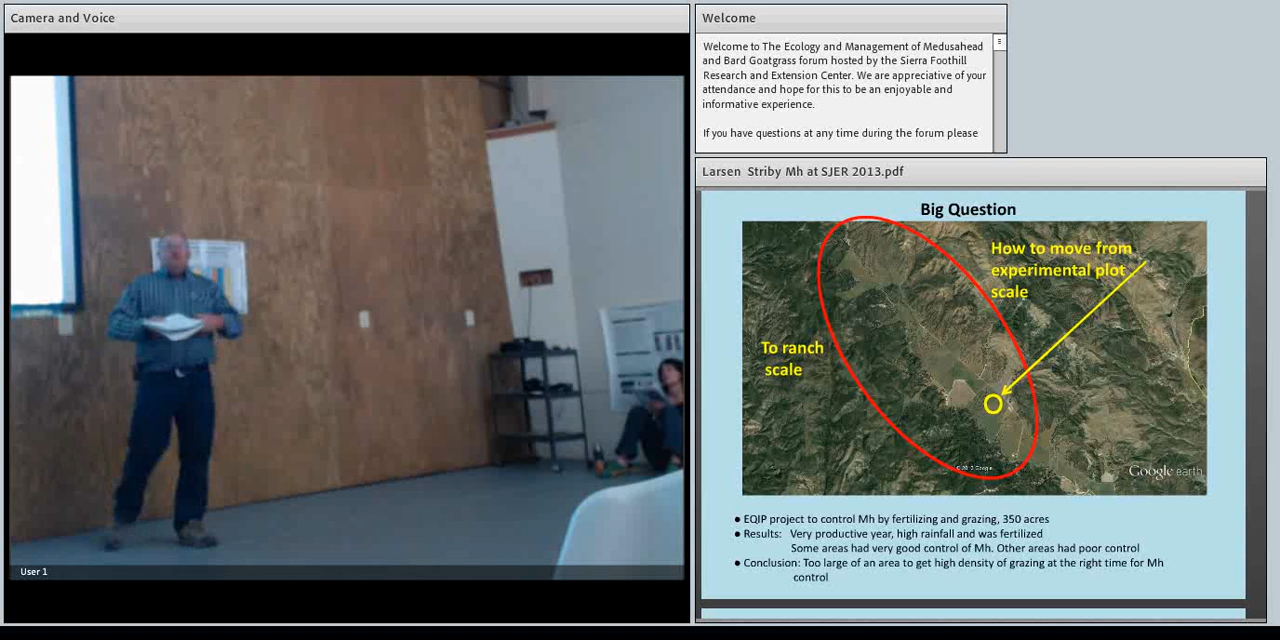 Camera and Voice
User 1
Welcome
Welcome to The Ecology and Management of Medusahead
and Bard Goatgrass forum hosted by the Sierra Foothill
Research and Extension Center. We are appreciative of your
attendance and hope for this to be an enjoyable and
informative experience.
If you have questions at any time during the forum please
Larsen Striby Mh at SJER 2013.pdf
Big Question
How to move from
experimental plot
scale
To ranch
scale
Google earth
● EQIP project to control Mh by fertilizing and grazing, 350 acres
● Results: Very productive year, high rainfall and was fertilized
Some areas had very good control of Mh. Other areas had poor control
● Conclusion: Too large of an area to get high density of grazing at the right time for Mh
control